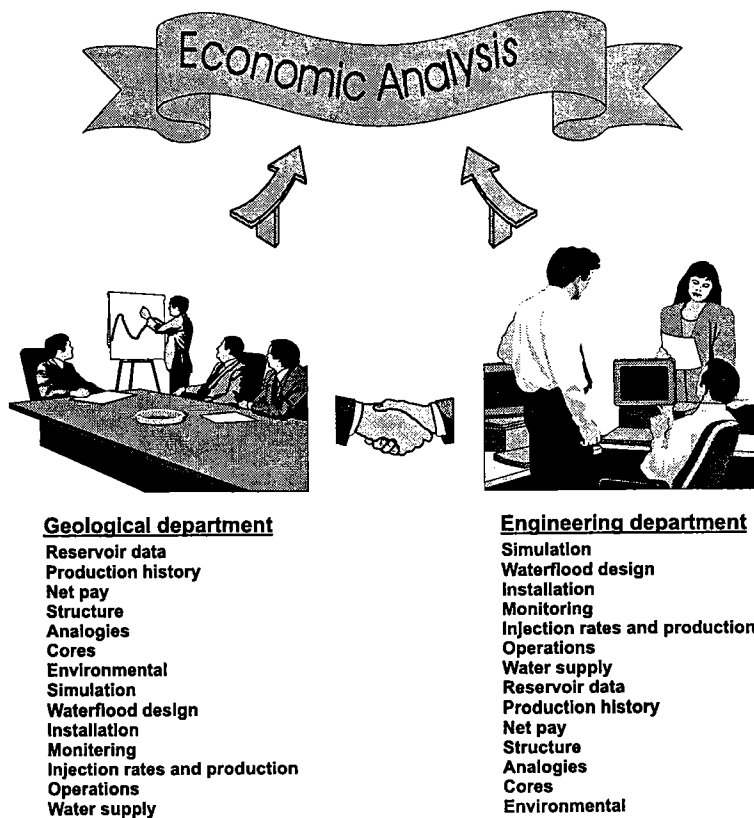 Economic Analysis
Geological department
Reservoir data
Production history
Net pay
Structure
Analogies
Cores
Environmental
Simulation
Waterflood design
Installation
Monitering
Injection rates and production
Operations
Water supply
Engineering department
Simulation
Waterflood design
Installation
Monitoring
Injection rates and production
Operations
Water supply
Reservoir data
Production history
Net pay
Structure
Analogies
Cores
Environmental